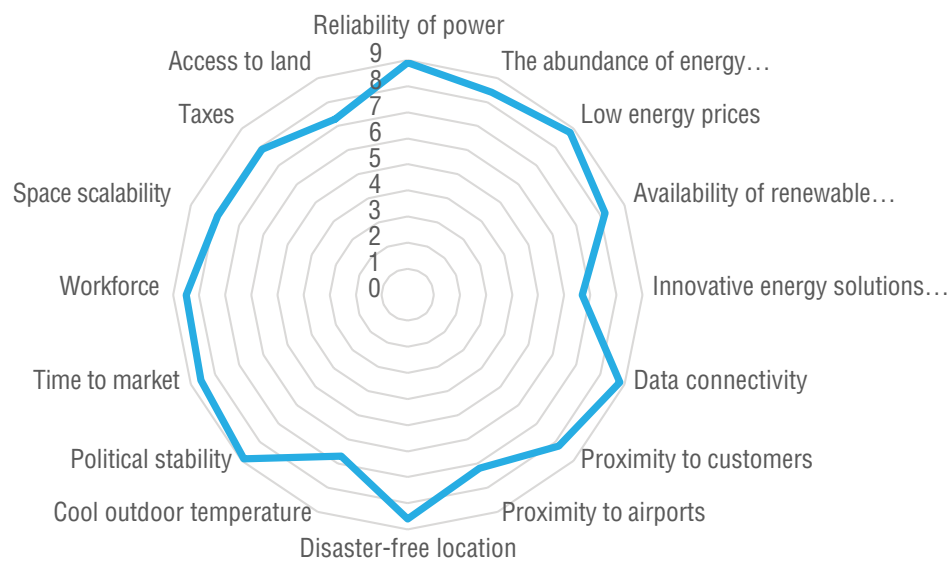 Reliability of power
The abundance of energy…
Low energy prices
Availability of renewable…
Innovative energy solutions…
Data connectivity
Proximity to customers
Proximity to airports
Disaster-free location
Cool outdoor temperature
Political stability
Time to market
Workforce
Space scalability
Taxes
Access to land
9
8
7
6
5
4
3
2
1
0